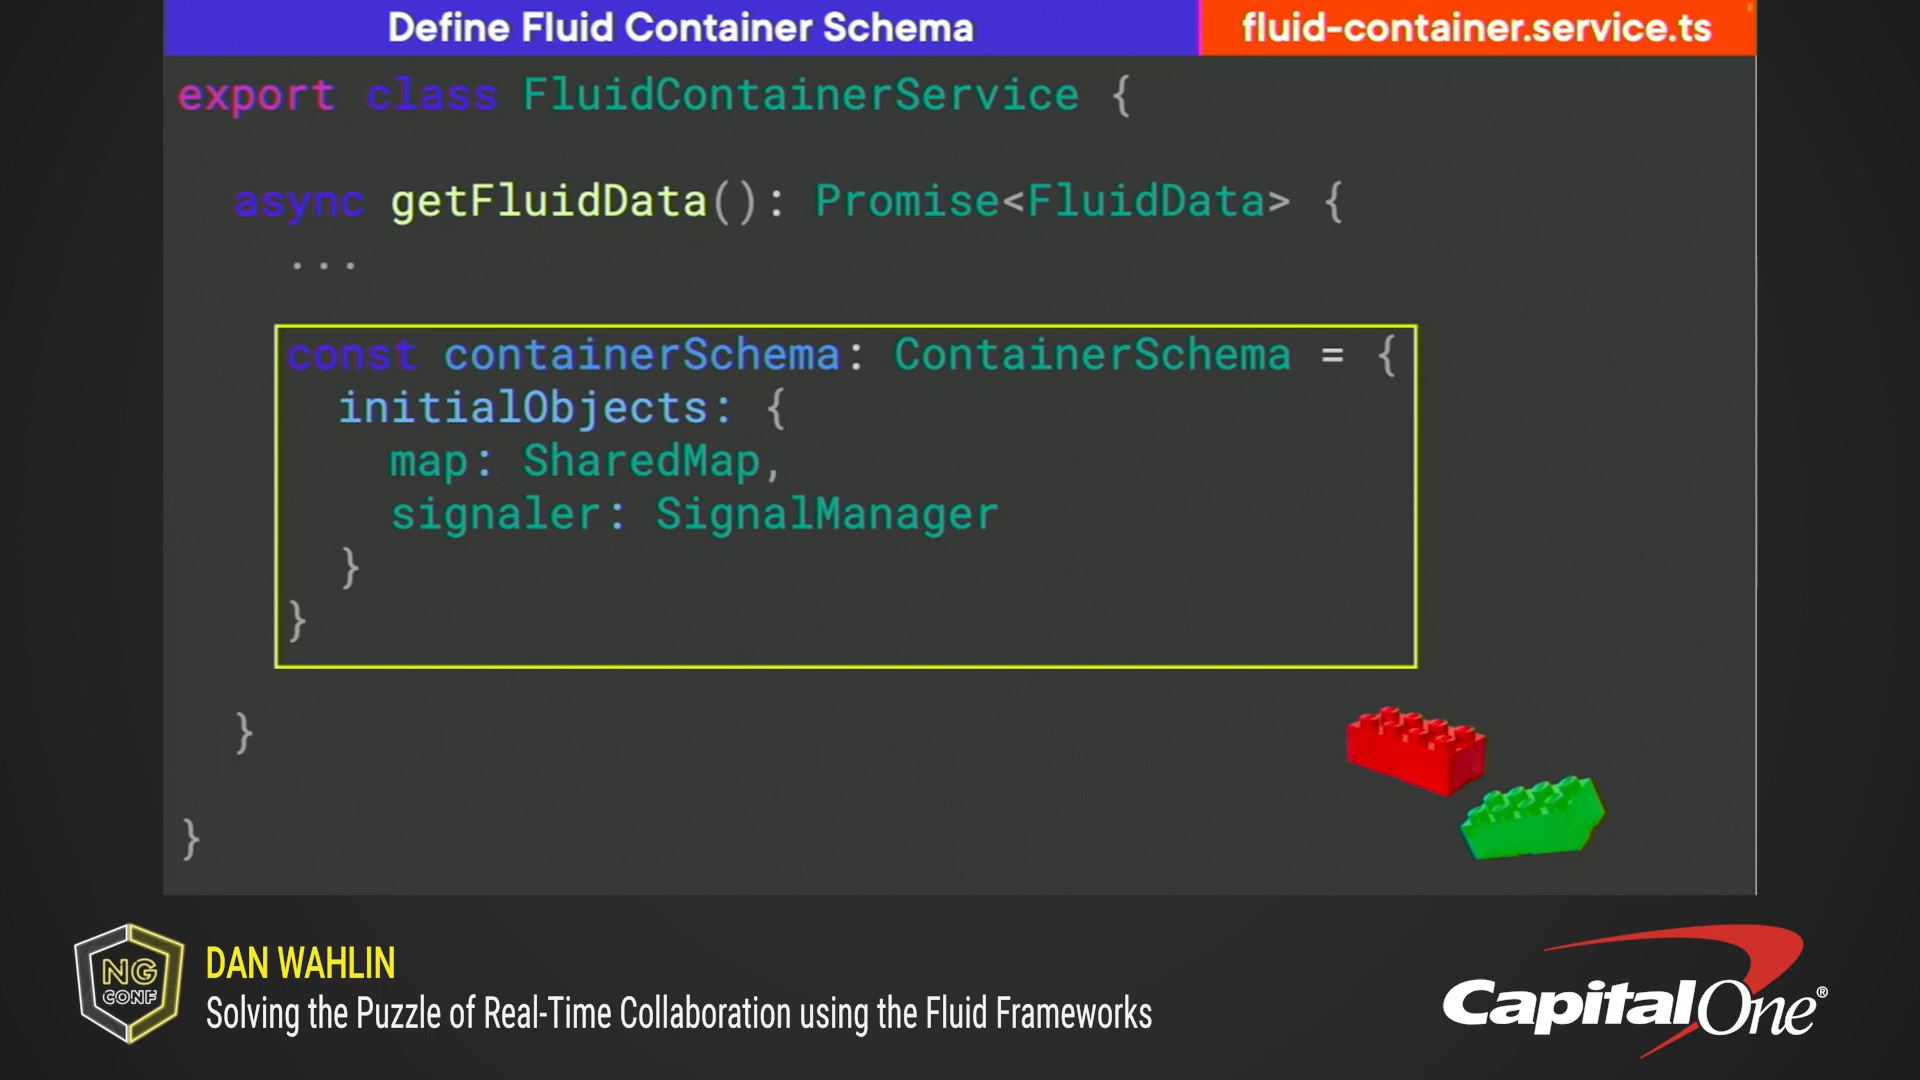 Define Fluid Container Schema
fluid-container.service.ts
export class FluidContainerService {
async getFluidData(): Promise<FluidData> {
...
const containerSchema: ContainerSchema = {
initialObjects: {
map: SharedMap,
signaler: SignalManager
}
}
}
}
NG
CONF
DAN WAHLIN
Solving the Puzzle of Real-Time Collaboration using the Fluid Frameworks
CapitalOne®